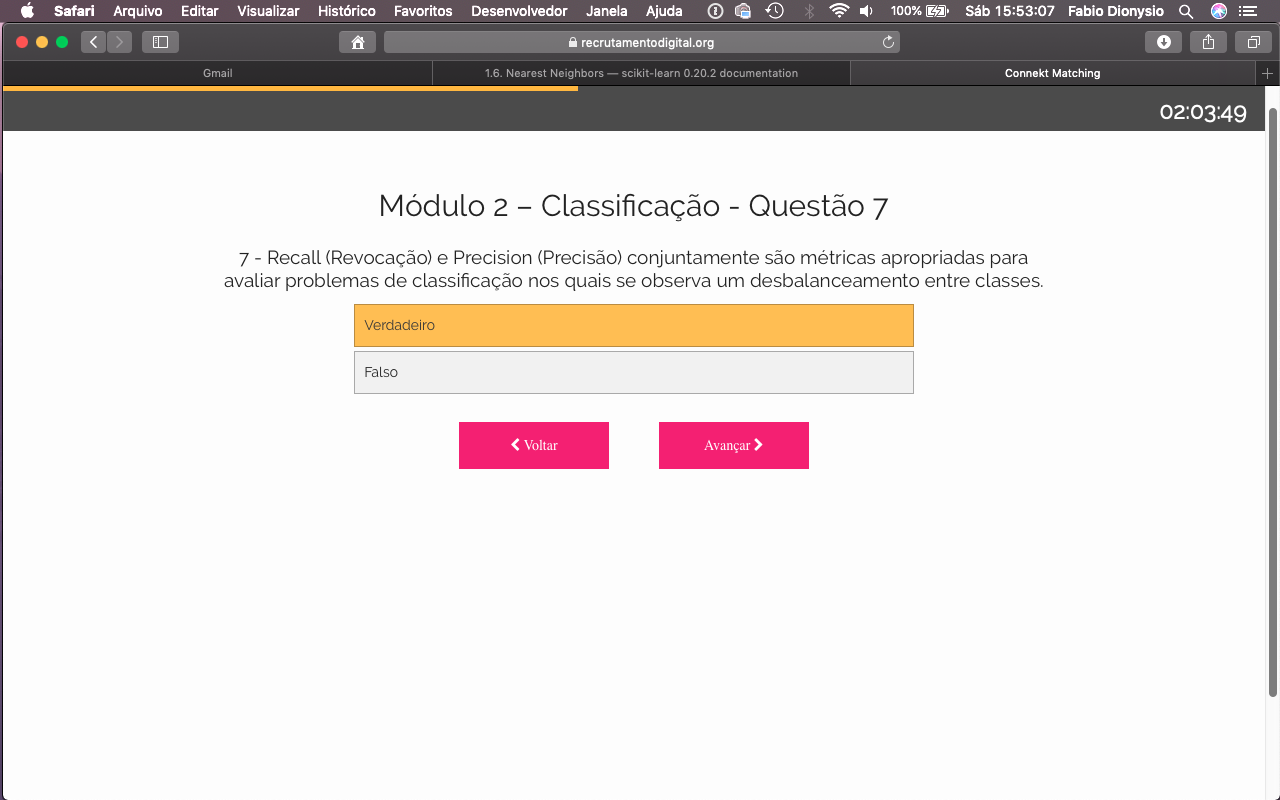 Safari Arquivo Editar Visualizar Histórico Favoritos Desenvolvedor Janela Ajuda 100% Sáb 15:53:07 Fabio Dionysio
recrutamentodigital.org
Gmail 1.6. Nearest Neighbors — scikit-learn 0.20.2 documentation Connekt Matching
02:03:49
Módulo 2 – Classificação - Questão 7
7 - Recall (Revocação) e Precision (Precisão) conjuntamente são métricas apropriadas para
avaliar problemas de classificação nos quais se observa um desbalanceamento entre classes.
Verdadeiro
Falso
Voltar Avançar